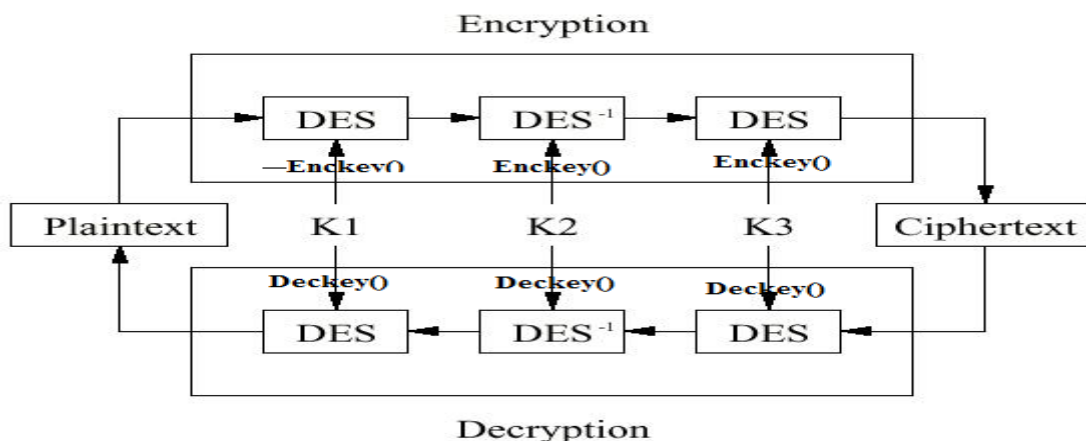 Encryption
DES DES⁻¹ DES
—Enckey() Enckey() Enckey()
Plaintext K1 K2 K3 Ciphertext
Deckey() Deckey() Deckey()
DES DES⁻¹ DES
Decryption